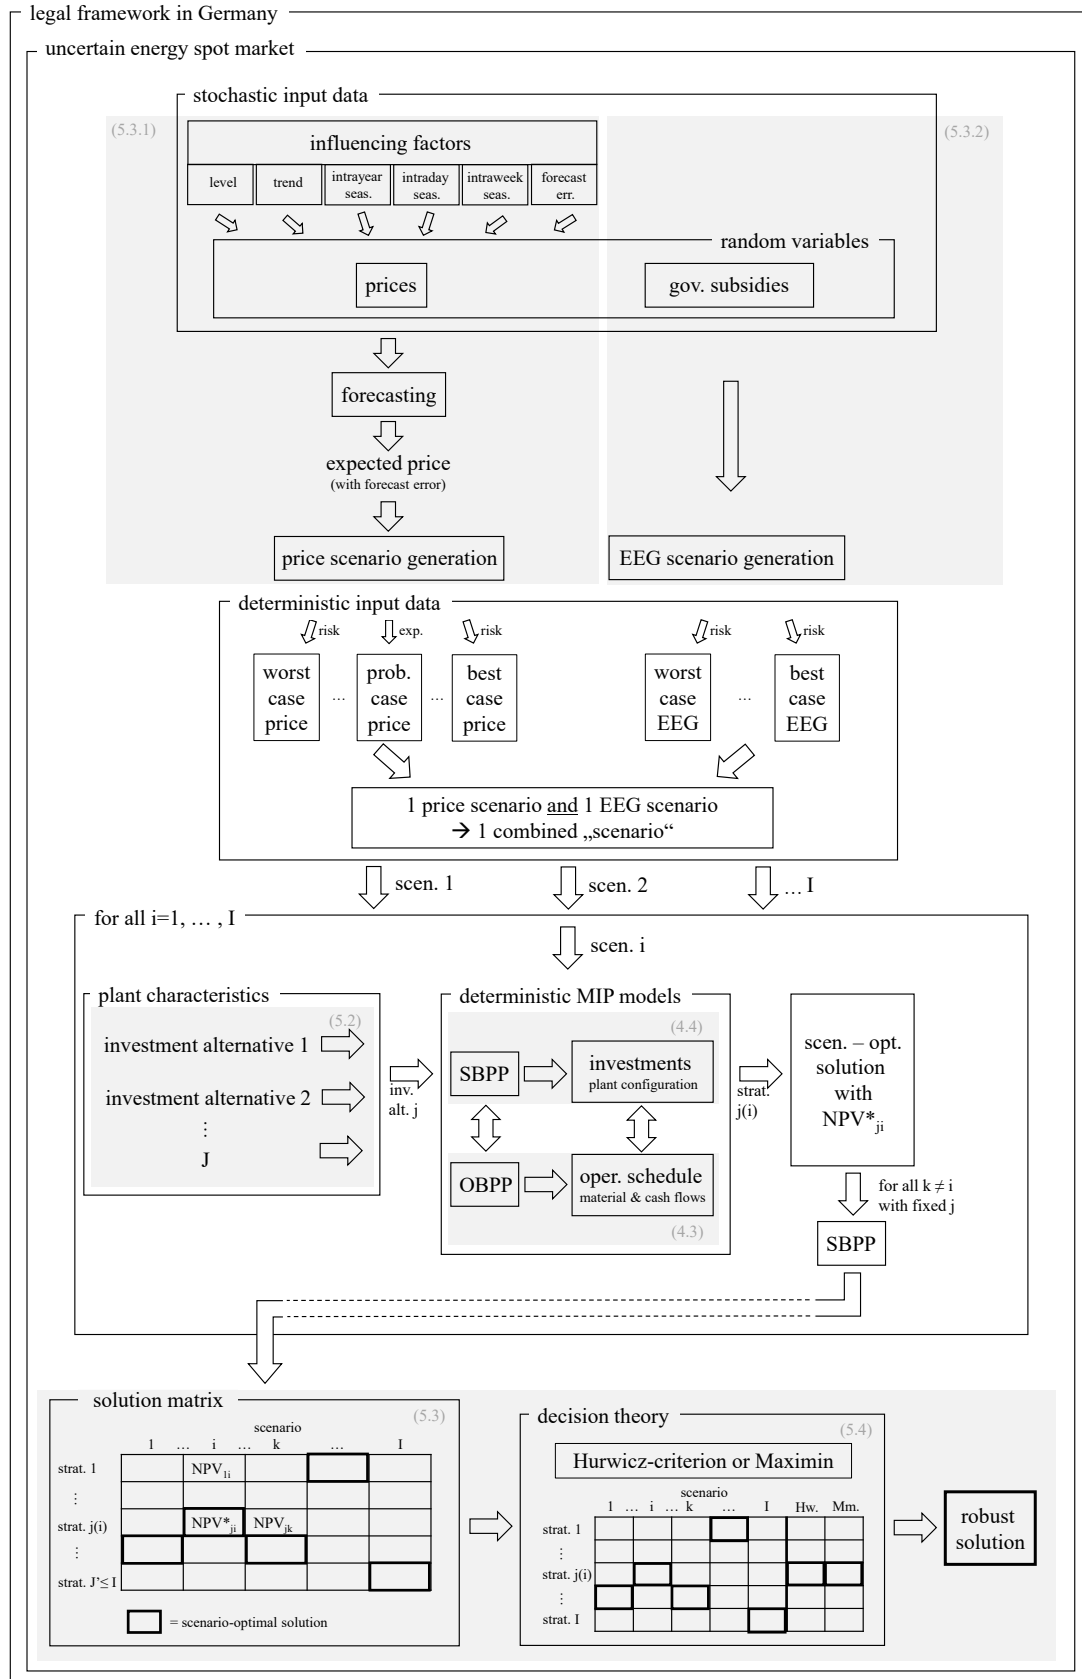 legal framework in Germany
uncertain energy spot market
stochastic input data
(5.3.1)
(5.3.2)
influencing factors
level
trend
intrayear
seas.
intraday
seas.
intraweek
seas.
forecast
err.
random variables
prices
gov. subsidies
forecasting
expected price
(with forecast error)
price scenario generation
EEG scenario generation
deterministic input data
risk
exp.
risk
risk
risk
worst
case
price
...
prob.
case
price
...
best
case
price
worst
case
EEG
...
best
case
EEG
1 price scenario and 1 EEG scenario
→ 1 combined „scenario“
scen. 1
scen. 2
... I
for all i=1, ... , I
scen. i
plant characteristics
(5.2)
investment alternative 1
investment alternative 2
⋮
J
inv.
alt. j
deterministic MIP models
(4.4)
SBPP
investments
plant configuration
OBPP
oper. schedule
material & cash flows
(4.3)
strat.
j(i)
scen. – opt.
solution
with
NPV*ji
for all k ≠ i
with fixed j
SBPP
solution matrix
(5.3)
scenario
1 ... i ... k ... I
strat. 1
NPV1i
⋮
strat. j(i)
NPV*ji
NPVjk
⋮
strat. J'≤ I
= scenario-optimal solution
decision theory
(5.4)
Hurwicz-criterion or Maximin
scenario
1 ... i ... k ... I Hw. Mm.
strat. 1
⋮
strat. j(i)
⋮
strat. I
robust
solution